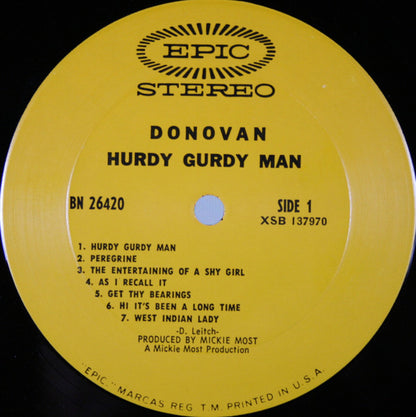 EPIC
STEREO
DONOVAN
HURDY GURDY MAN
BN 26420
SIDE 1
XSB 137970
1. HURDY GURDY MAN
2. PEREGRINE
3. THE ENTERTAINING OF A SHY GIRL
4. AS I RECALL IT
5. GET THY BEARINGS
6. HI IT'S BEEN A LONG TIME
7. WEST INDIAN LADY
-D. Leitch-
PRODUCED BY MICKIE MOST
A Mickie Most Production
"EPIC," MARCAS REG. T.M. PRINTED IN U.S.A.